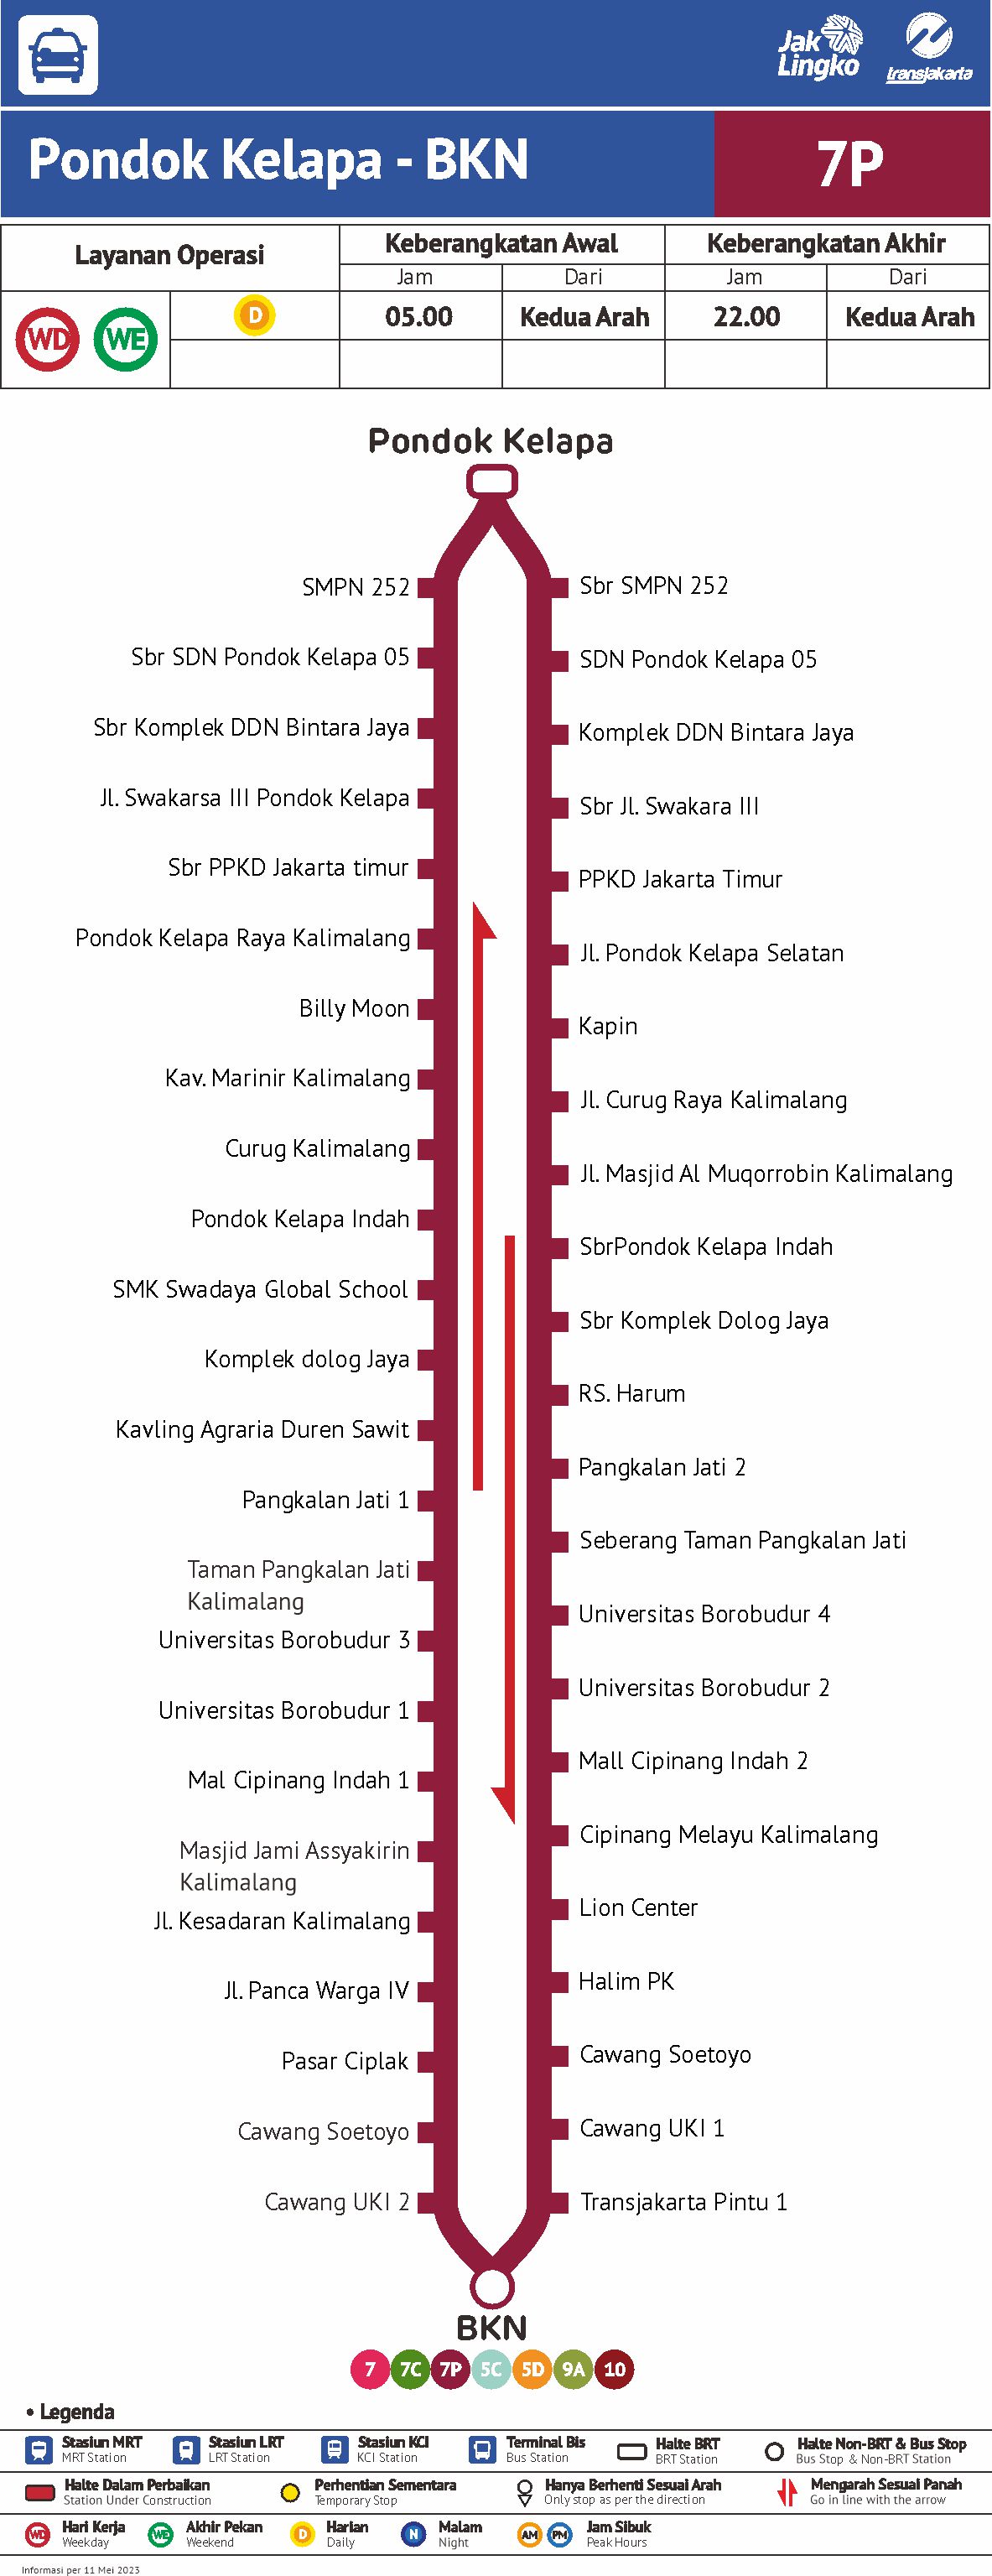 Jak
Lingko
transjakarta
Pondok Kelapa - BKN
7P
Layanan Operasi
Keberangkatan Awal
Keberangkatan Akhir
Jam
Dari
Jam
Dari
WD
WE
D
05.00
Kedua Arah
22.00
Kedua Arah
Pondok Kelapa
SMPN 252
Sbr SDN Pondok Kelapa 05
Sbr Komplek DDN Bintara Jaya
Jl. Swakarsa III Pondok Kelapa
Sbr PPKD Jakarta timur
Pondok Kelapa Raya Kalimalang
Billy Moon
Kav. Marinir Kalimalang
Curug Kalimalang
Pondok Kelapa Indah
SMK Swadaya Global School
Komplek dolog Jaya
Kavling Agraria Duren Sawit
Pangkalan Jati 1
Taman Pangkalan Jati
Kalimalang
Universitas Borobudur 3
Universitas Borobudur 1
Mal Cipinang Indah 1
Masjid Jami Assyakirin
Kalimalang
Jl. Kesadaran Kalimalang
Jl. Panca Warga IV
Pasar Ciplak
Cawang Soetoyo
Cawang UKI 2
Sbr SMPN 252
SDN Pondok Kelapa 05
Komplek DDN Bintara Jaya
Sbr Jl. Swakara III
PPKD Jakarta Timur
Jl. Pondok Kelapa Selatan
Kapin
Jl. Curug Raya Kalimalang
Jl. Masjid Al Muqorrobin Kalimalang
SbrPondok Kelapa Indah
Sbr Komplek Dolog Jaya
RS. Harum
Pangkalan Jati 2
Seberang Taman Pangkalan Jati
Universitas Borobudur 4
Universitas Borobudur 2
Mall Cipinang Indah 2
Cipinang Melayu Kalimalang
Lion Center
Halim PK
Cawang Soetoyo
Cawang UKI 1
Transjakarta Pintu 1
BKN
7 7C 7P 5C 5D 9A 10
• Legenda
Stasiun MRT
MRT Station
Stasiun LRT
LRT Station
Stasiun KCI
KCI Station
Terminal Bis
Bus Station
Halte BRT
BRT Station
Halte Non-BRT & Bus Stop
Bus Stop & Non-BRT Station
Halte Dalam Perbaikan
Station Under Construction
Perhentian Sementara
Temporary Stop
Hanya Berhenti Sesuai Arah
Only stop as per the direction
Mengarah Sesuai Panah
Go in line with the arrow
WD
Hari Kerja
Weekday
WE
Akhir Pekan
Weekend
D
Harian
Daily
N
Malam
Night
AM PM
Jam Sibuk
Peak Hours
Informasi per 11 Mei 2023